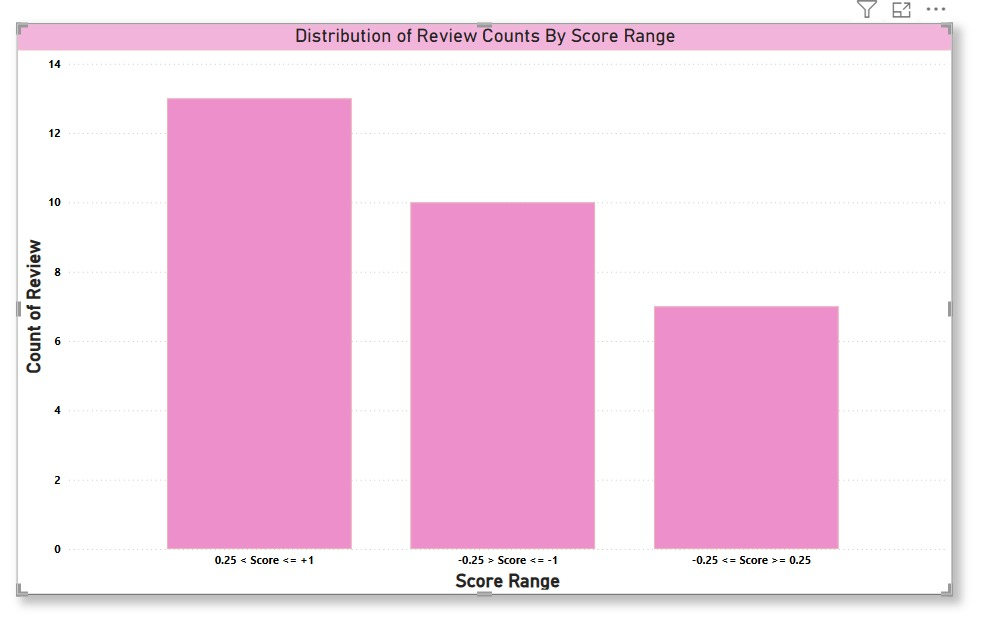 Distribution of Review Counts By Score Range
14
12
10
8
6
4
2
0
Count of Review
0.25 < Score <= +1
-0.25 > Score <= -1
-0.25 <= Score >= 0.25
Score Range